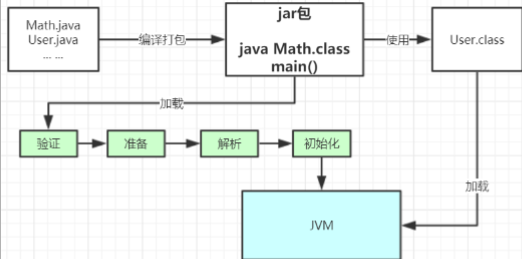 Math.java
User.java
... ...
编译打包
jar包
java Math.class
main()
使用
User.class
加载
验证
准备
解析
初始化
加载
JVM